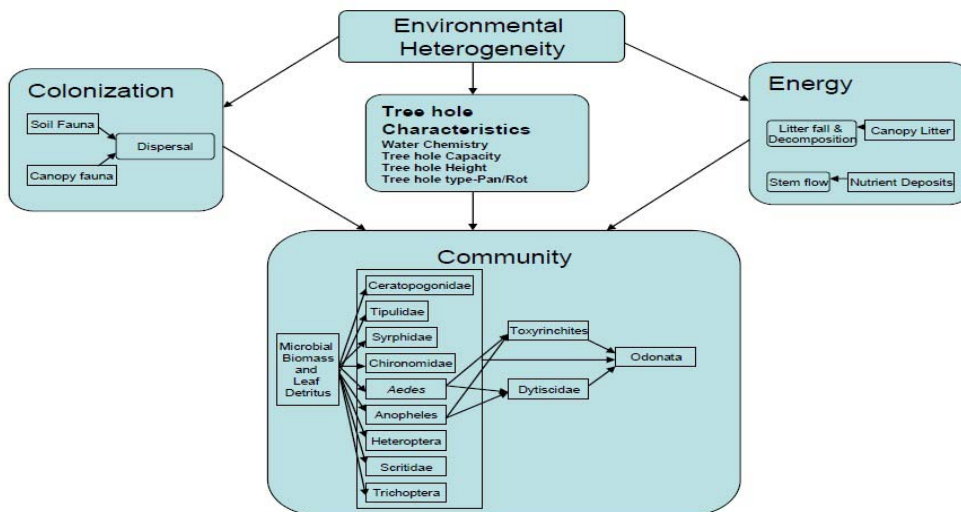 Environmental
Heterogeneity
Colonization
Soil Fauna
Dispersal
Canopy fauna
Tree hole
Characteristics
Water Chemistry
Tree hole Capacity
Tree hole Height
Tree hole type-Pan/Rot
Energy
Litter fall &
Decomposition
Canopy Litter
Stem flow
Nutrient Deposits
Community
Microbial
Biomass
and
Leaf
Detritus
Ceratopogonidae
Tipulidae
Syrphidae
Chironomidae
Aedes
Anopheles
Heteroptera
Scritidae
Trichoptera
Toxyrinchites
Dytiscidae
Odonata